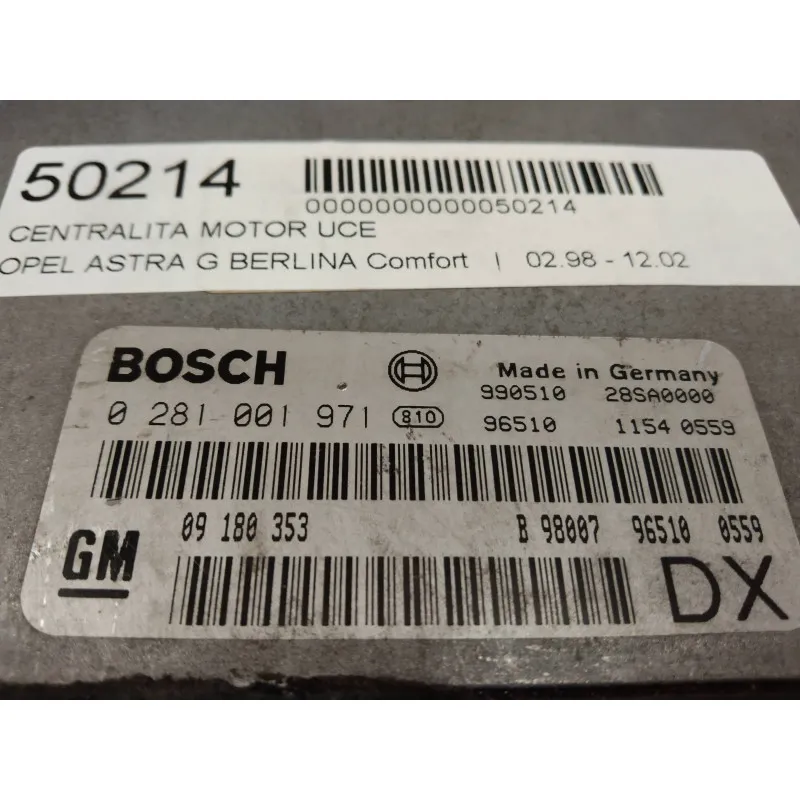 50214
0000000000050214
CENTRALITA MOTOR UCE
OPEL ASTRA G BERLINA Comfort | 02.98 - 12.02
BOSCH Made in Germany
990510 28SA0000
0 281 001 971 810 96510 1154 0559
09 180 353 B 98007 96510 0559
GM DX